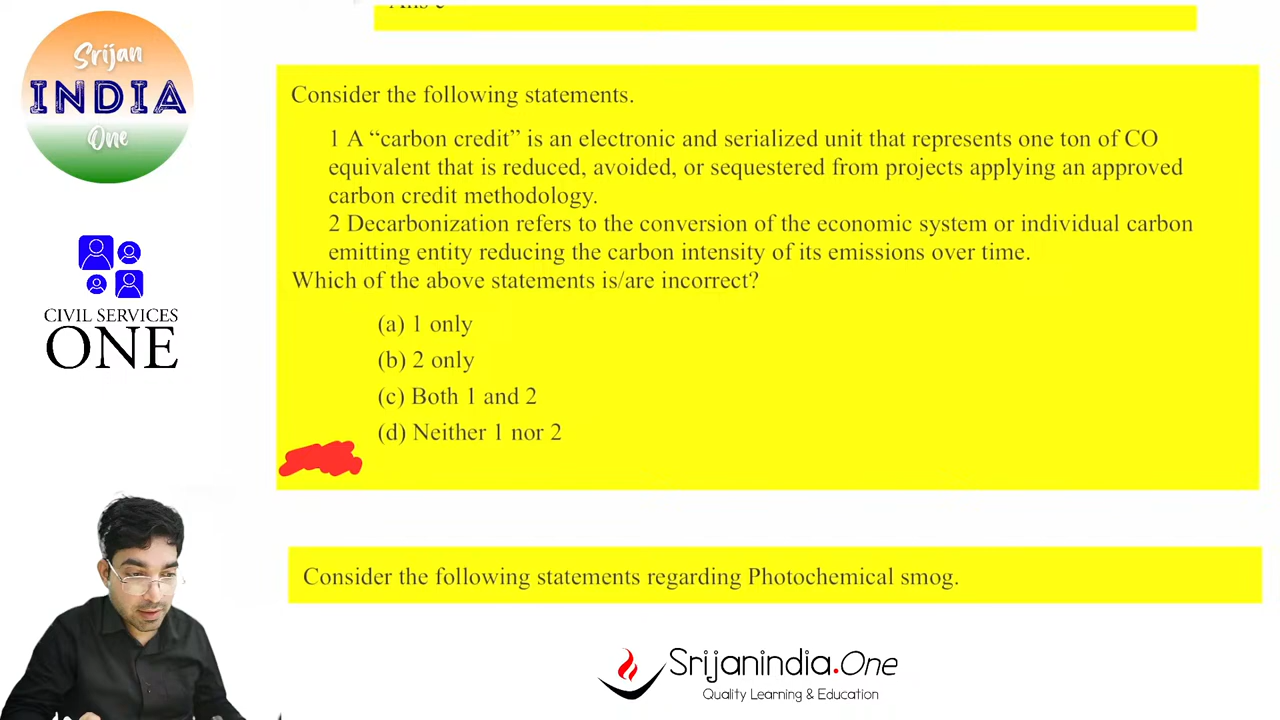 Srijan
INDIA
One
Consider the following statements.
1 A “carbon credit” is an electronic and serialized unit that represents one ton of CO
equivalent that is reduced, avoided, or sequestered from projects applying an approved
carbon credit methodology.
2 Decarbonization refers to the conversion of the economic system or individual carbon
emitting entity reducing the carbon intensity of its emissions over time.
Which of the above statements is/are incorrect?
(a) 1 only
(b) 2 only
(c) Both 1 and 2
(d) Neither 1 nor 2
CIVIL SERVICES
ONE
Consider the following statements regarding Photochemical smog.
Srijanindia.One
Quality Learning & Education